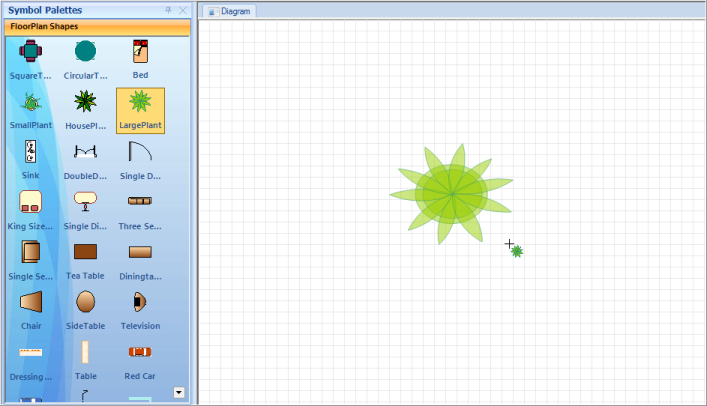 Symbol Palettes
Diagram
FloorPlan Shapes
SquareT...
CircularT...
Bed
SmallPlant
HousePl...
LargePlant
Sink
DoubleD...
Single D...
King Size...
Single Di...
Three Se...
Single Se...
Tea Table
Diningta...
Chair
SideTable
Television
Dressing...
Table
Red Car